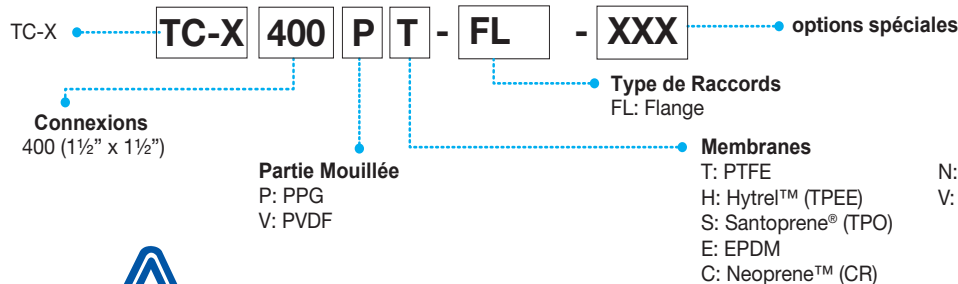 TC-X TC-X 400 P T - FL - XXX options spéciales
Type de Raccords
FL: Flange
Connexions
400 (1½” x 1½”)
Partie Mouillée
P: PPG
V: PVDF
Membranes
T: PTFE N:
H: Hytrel™ (TPEE) V:
S: Santoprene® (TPO)
E: EPDM
C: Neoprene™ (CR)